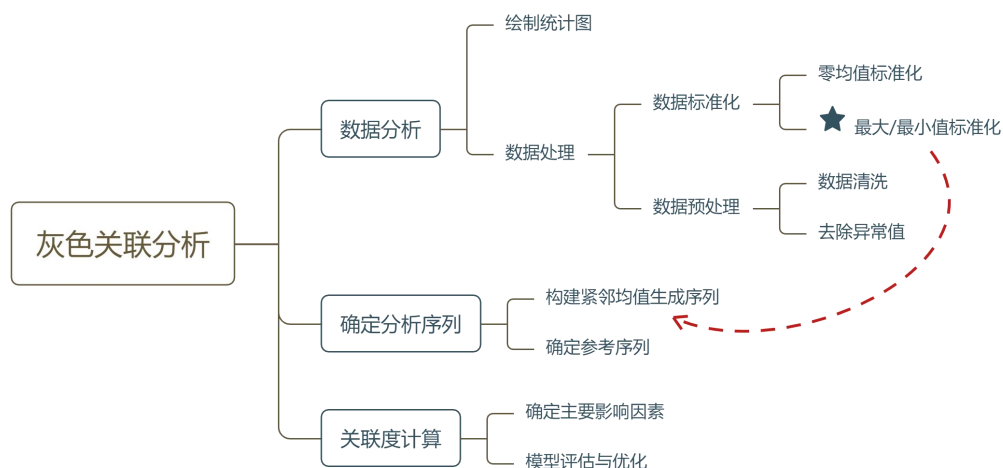 灰色关联分析
数据分析
绘制统计图
数据处理
数据标准化
零均值标准化
最大/最小值标准化
数据预处理
数据清洗
去除异常值
确定分析序列
构建紧邻均值生成序列
确定参考序列
关联度计算
确定主要影响因素
模型评估与优化